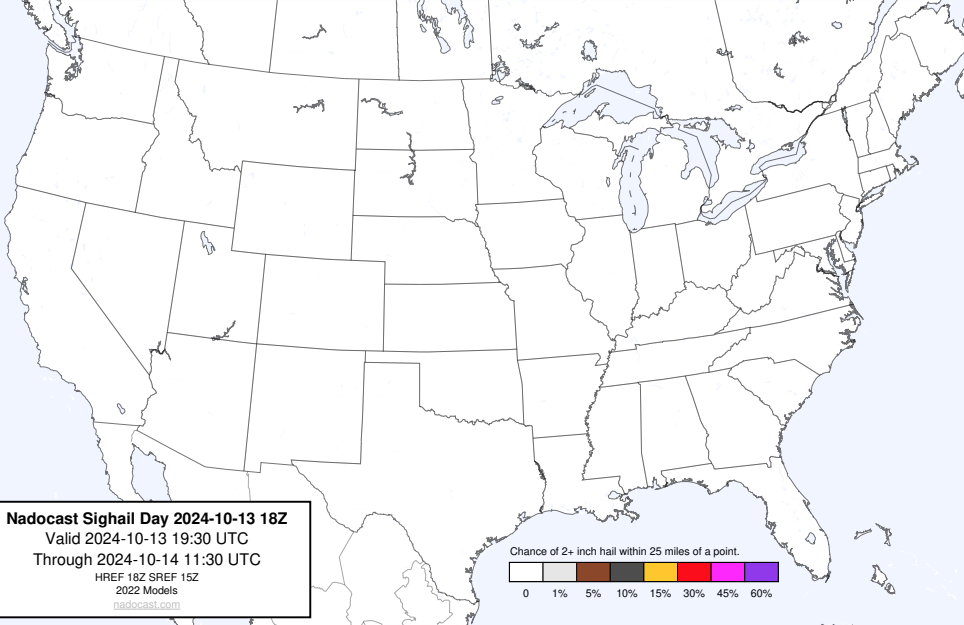 Nadocast Sighail Day 2024-10-13 18Z
Valid 2024-10-13 19:30 UTC
Through 2024-10-14 11:30 UTC
HREF 18Z SREF 15Z
2022 Models
nadocast.com
Chance of 2+ inch hail within 25 miles of a point.
0 1% 5% 10% 15% 30% 45% 60%